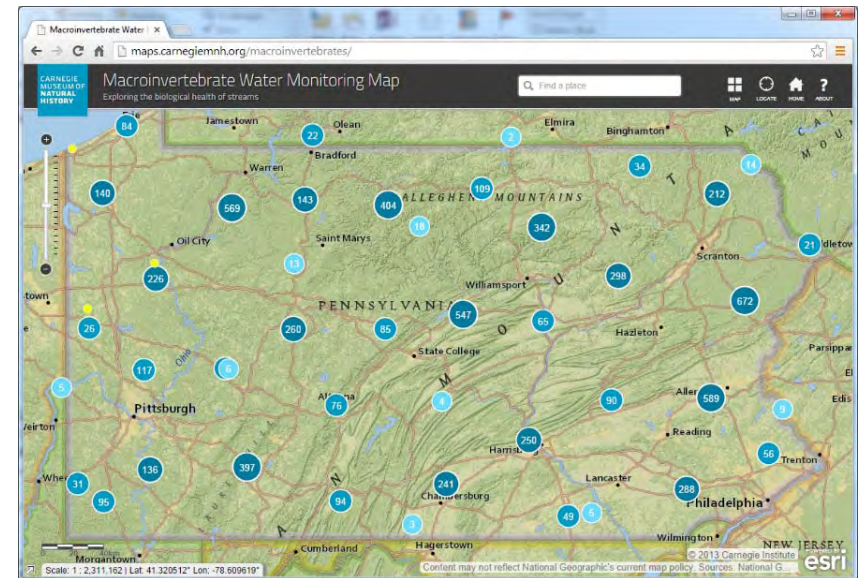 Macroinvertebrate Water
maps.carnegiemnh.org/macroinvertebrates/
CARNEGIE
MUSEUM OF
NATURAL
HISTORY
Macroinvertebrate Water Monitoring Map
Exploring the biological health of streams
Find a place
MAP
LOCATE
HOME
ABOUT
84
Jamestown
22
Olean
2
Elmira
Binghamton
Bradford
Warren
34
14
140
569
143
404
109
ALLEGHEN MOUNTAINS
212
18
342
Oil City
Saint Marys
Scranton
21
13
226
Williamsport
298
672
PENNSYLVANIA
26
260
85
547
65
Hazleton
State College
Parsippa
117
6
Ohio
5
76
4
90
589
9
Pittsburgh
Reading
250
56
Trenton
136
397
31
95
94
241
Lancaster
288
Philadelphia
Chambersburg
3
49
5
Wilmington
NEW JERSEY
Cumberland
Hagerstown
Morgantown
© 2013 Carnegie Institute
Scale: 1 : 2,311,162 | Lat: 41.320512° Lon: -78.609619°
Content may not reflect National Geographic's current map policy. Sources: National G...
esri